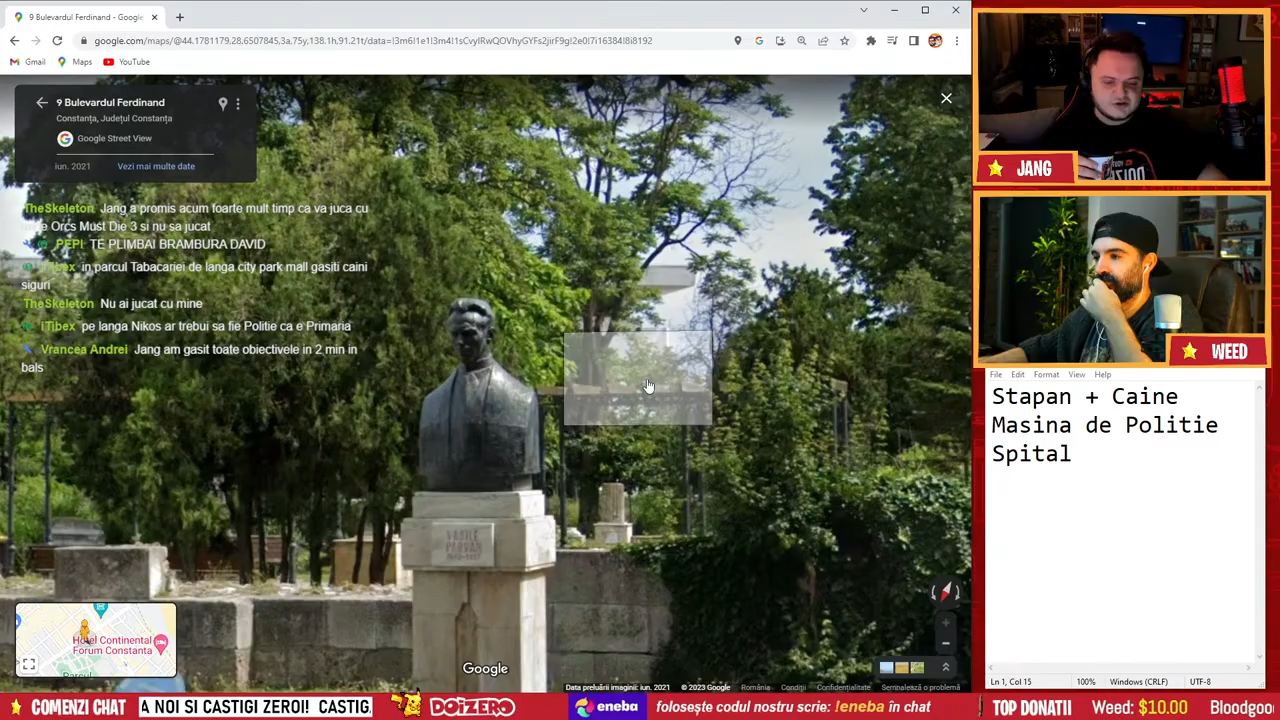 9 Bulevardul Ferdinand - Google
google.com/maps/@44.1781179,28.6507845,3a,75y,138.1h,91.21t/data=!3m6!1e1!3m4!1sCvyIRwQOVhyGYFs2jirF9g!2e0!7i16384!8i8192
Gmail
Maps
YouTube
9 Bulevardul Ferdinand
Constanța, Județul Constanța
Google Street View
iun. 2021
Vezi mai multe date
TheSkeleton Jang a promis acum foarte mult timp ca va juca cu
Orcs Must Die 3 si nu sa jucat
PEPI TE PLIMBAI BRAMBURA DAVID
iTibex in parcul Tabacariei de langa city park mall gasiti caini
siguri
TheSkeleton Nu ai jucat cu mine
iTibex pe langa Nikos ar trebui sa fie Politie ca e Primaria
Vrancea Andrei Jang am gasit toate obiectivele in 2 min in
bals
VASILE
PARVAN
Hotel Continental
Forum Constanta
Parcul
Google
Data preluării imaginii: iun. 2021
© 2023 Google
România
Condiții
Confidențialitate
Semnalează o problemă
JANG
WEED
File Edit Format View Help
Stapan + Caine
Masina de Politie
Spital
Ln 1, Col 15
100%
Windows (CRLF)
UTF-8
COMENZI CHAT
A NOI SI CASTIGI ZEROI! CASTIG,
DOIZERO
eneba
folosește codul nostru scrie: !eneba în chat
TOP DONATII
Weed: $10.00
Bloodgoo